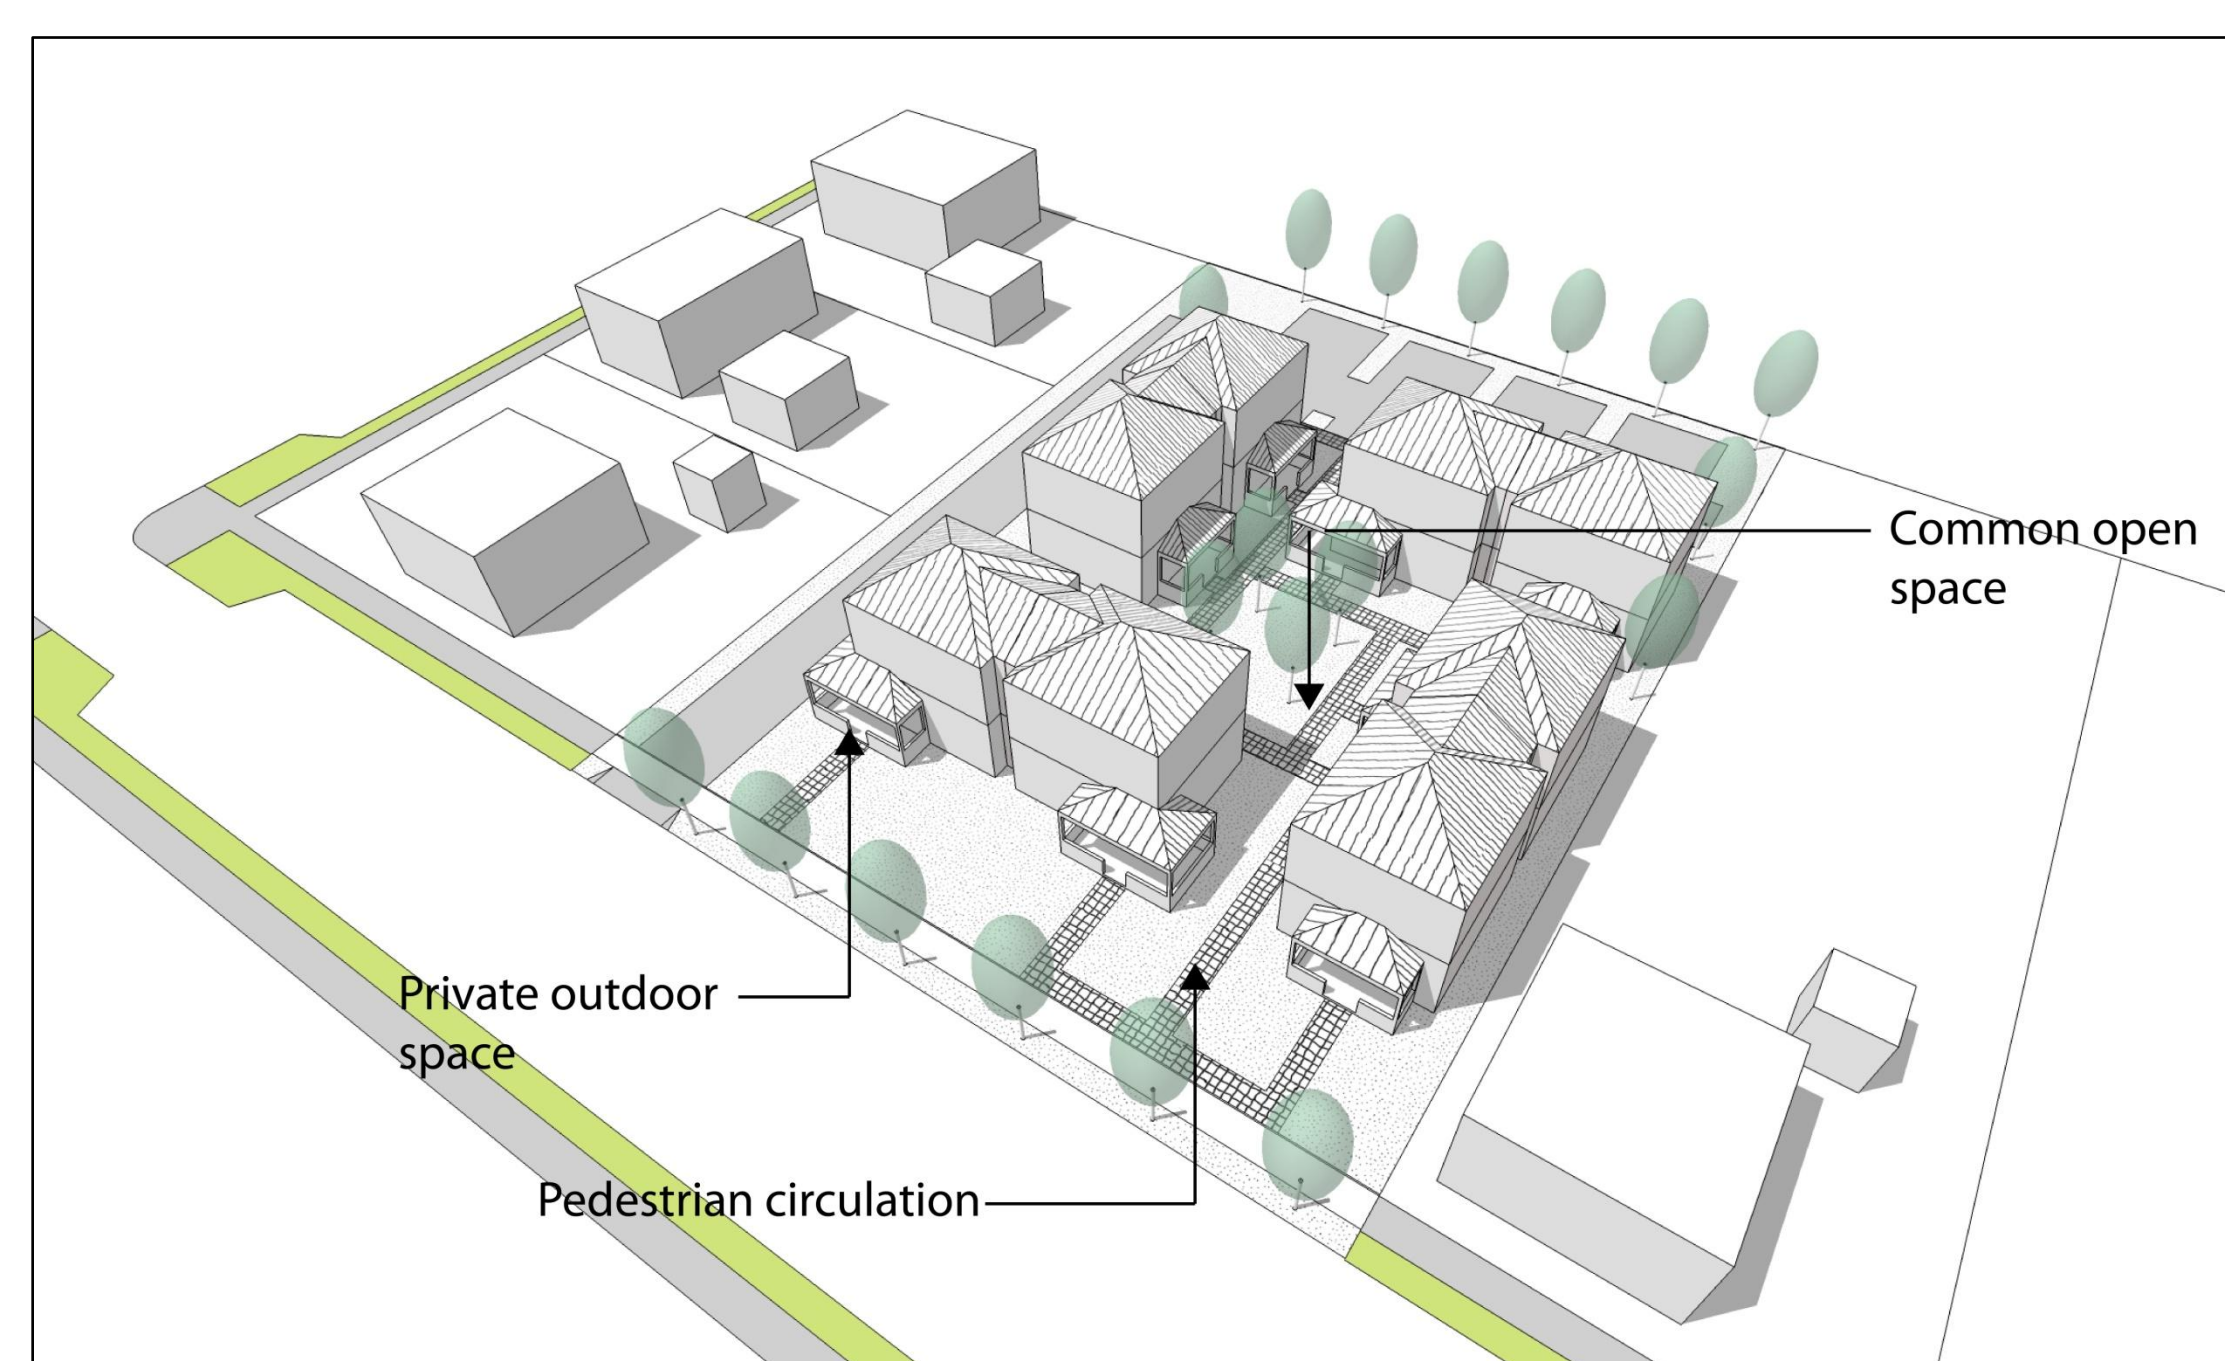 Common open
space
Private outdoor
space
Pedestrian circulation